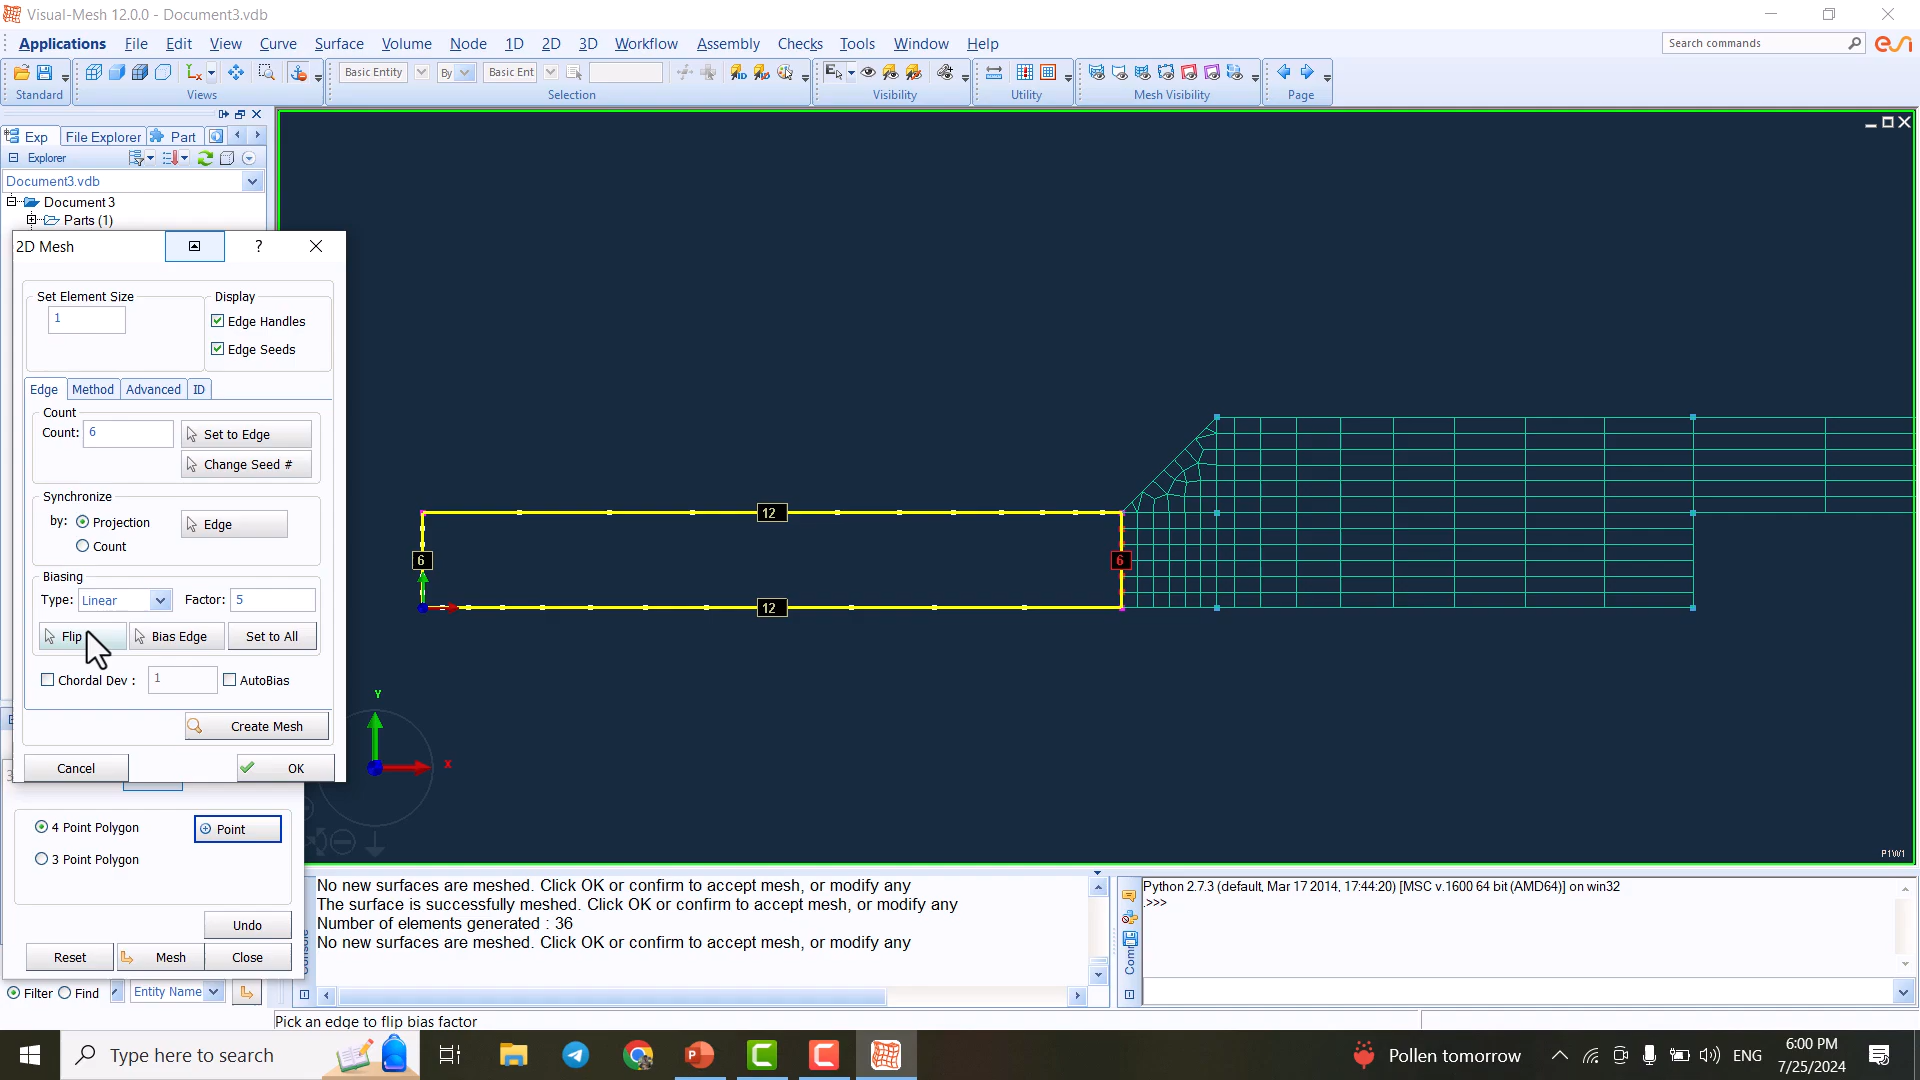 Visual-Mesh 12.0.0 - Document3.vdb
Applications File Edit View Curve Surface Volume Node 1D 2D 3D Workflow Assembly Checks Tools Window Help
Search commands
esi
Basic Entity By Basic Ent
Standard Views Selection Visibility Utility Mesh Visibility Page
Exp File Explorer Part
Explorer
Document3.vdb
Document 3
Parts (1)
2D Mesh ?
Set Element Size Display
1
Edge Handles
Edge Seeds
Edge Method Advanced ID
Count
Count: 6 Set to Edge
Change Seed #
Synchronize
by: Projection Edge
Count
Biasing
Type: Linear Factor: 5
Flip Bias Edge Set to All
Chordal Dev : 1 AutoBias
Create Mesh
Cancel OK
4 Point Polygon Point
3 Point Polygon
Undo
Reset Mesh Close
Filter Find Entity Name
12
6
6
12
Y
X
P1W1
No new surfaces are meshed. Click OK or confirm to accept mesh, or modify any
The surface is successfully meshed. Click OK or confirm to accept mesh, or modify any
Number of elements generated : 36
No new surfaces are meshed. Click OK or confirm to accept mesh, or modify any
Python 2.7.3 (default, Mar 17 2014, 17:44:20) [MSC v.1600 64 bit (AMD64)] on win32
.>>>
Pick an edge to flip bias factor
Type here to search
Pollen tomorrow
ENG
6:00 PM
7/25/2024